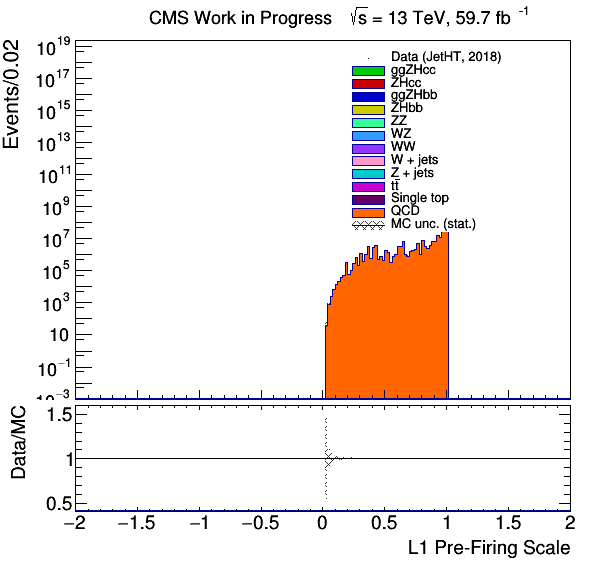 CMS Work in Progress √s = 13 TeV, 59.7 fb⁻¹
Events/0.02
10¹⁹
10¹⁷
10¹⁵
10¹³
10¹¹
10⁹
10⁷
10⁵
10³
10
10⁻¹
10⁻³
Data (JetHT, 2018)
ggZHcc
ZHcc
ggZHbb
ZHbb
ZZ
WZ
WW
W + jets
Z + jets
tt̄
Single top
QCD
MC unc. (stat.)
Data/MC
1.5
1
0.5
−2 −1.5 −1 −0.5 0 0.5 1 1.5 2
L1 Pre-Firing Scale